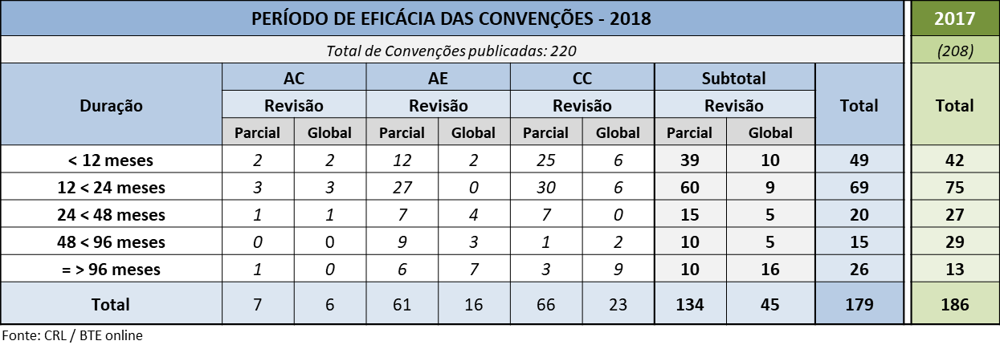 PERÍODO DE EFICÁCIA DAS CONVENÇÕES - 2018 2017
Total de Convenções publicadas: 220 (208)
Duração AC AE CC Subtotal Total Total
Revisão Revisão Revisão Revisão
Parcial Global Parcial Global Parcial Global Parcial Global
< 12 meses 2 2 12 2 25 6 39 10 49 42
12 < 24 meses 3 3 27 0 30 6 60 9 69 75
24 < 48 meses 1 1 7 4 7 0 15 5 20 27
48 < 96 meses 0 0 9 3 1 2 10 5 15 29
= > 96 meses 1 0 6 7 3 9 10 16 26 13
Total 7 6 61 16 66 23 134 45 179 186
Fonte: CRL / BTE online